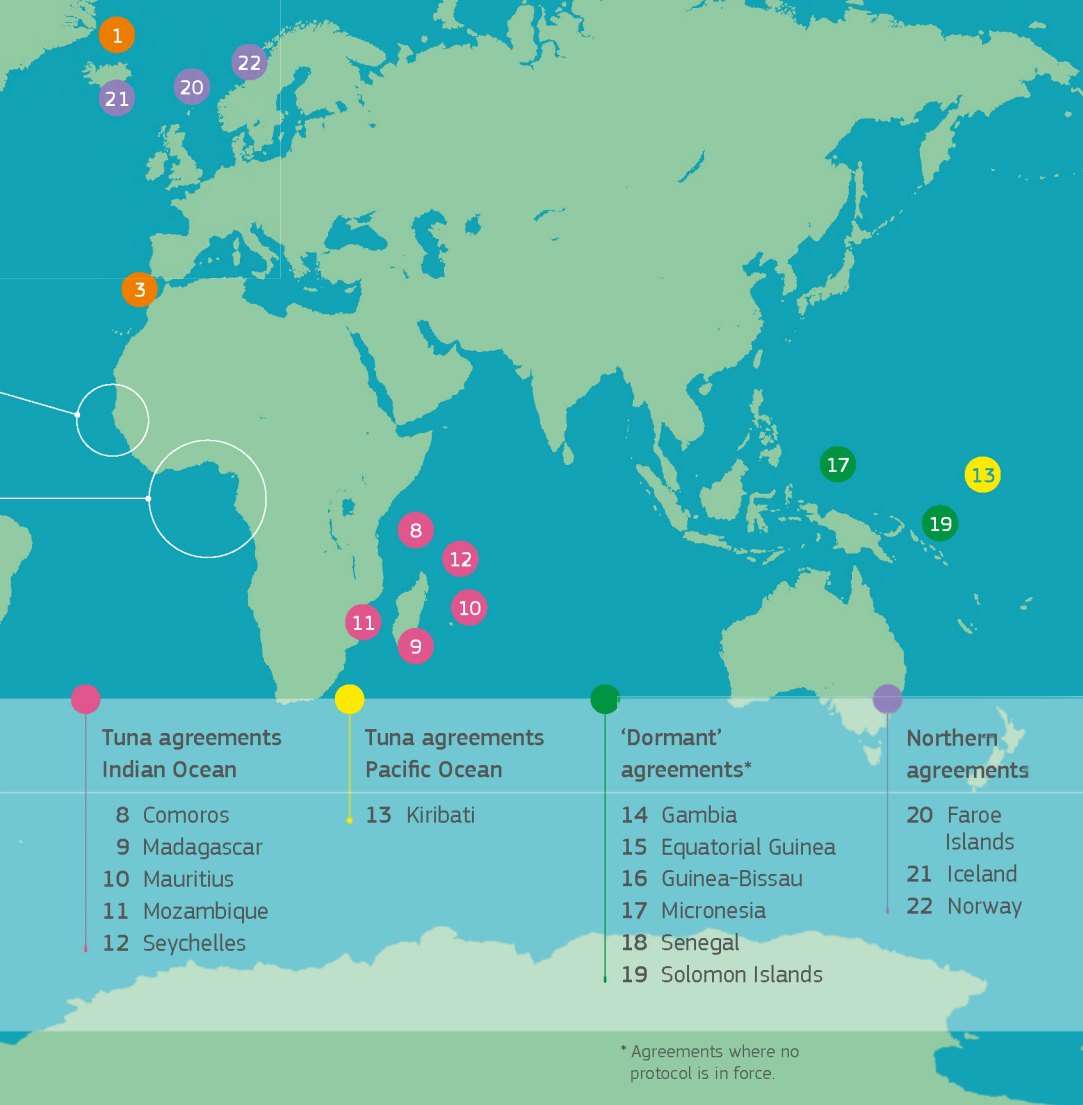 1
22
20
21
3
17
13
19
8
12
10
11
9
Tuna agreements
Indian Ocean
8 Comoros
9 Madagascar
10 Mauritius
11 Mozambique
12 Seychelles
Tuna agreements
Pacific Ocean
13 Kiribati
‘Dormant’
agreements*
14 Gambia
15 Equatorial Guinea
16 Guinea-Bissau
17 Micronesia
18 Senegal
19 Solomon Islands
Northern
agreements
20 Faroe
Islands
21 Iceland
22 Norway
* Agreements where no
protocol is in force.